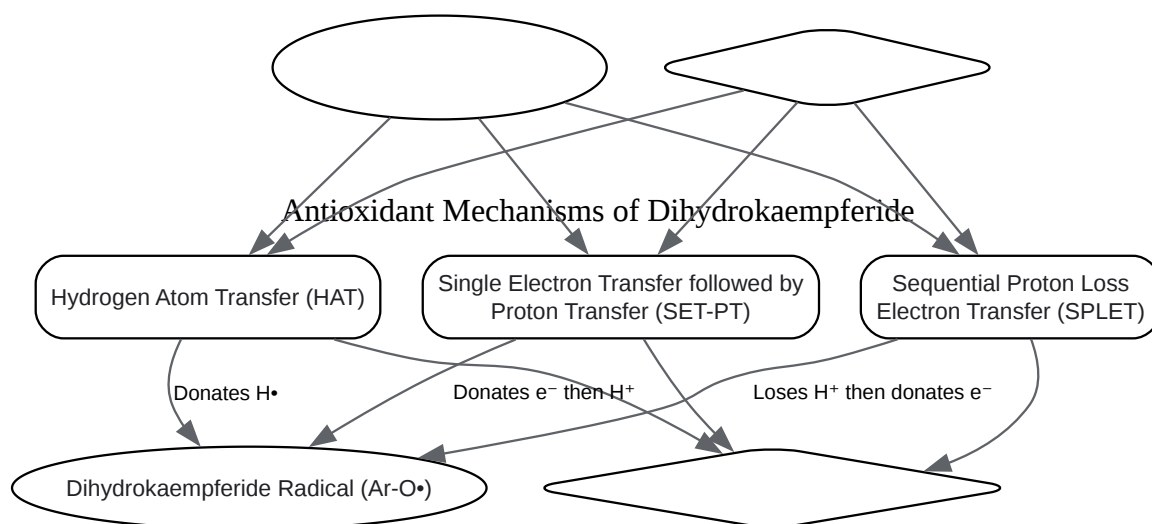 Antioxidant Mechanisms of Dihydrokaempferide
Hydrogen Atom Transfer (HAT)
Single Electron Transfer followed by
Proton Transfer (SET-PT)
Sequential Proton Loss
Electron Transfer (SPLET)
Donates H•
Donates e⁻ then H⁺
Loses H⁺ then donates e⁻
Dihydrokaempferide Radical (Ar-O•)